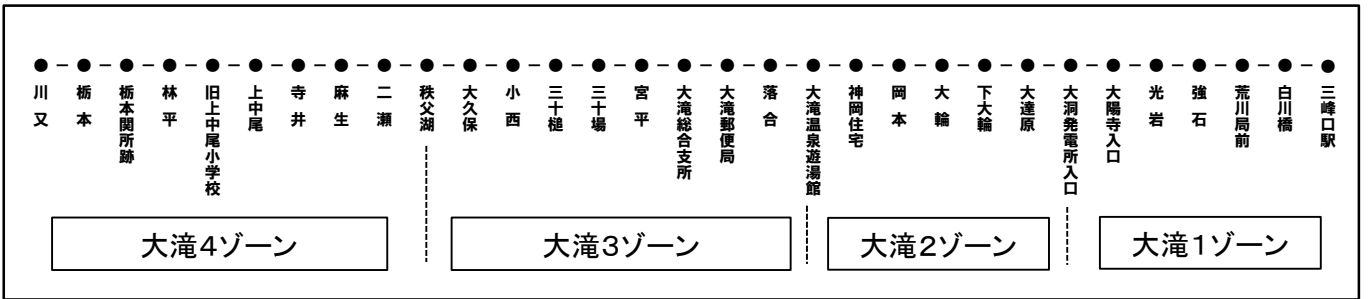 川又
栃本
栃本関所跡
林平
旧上中尾小学校
上中尾
寺井
麻生
二瀬
秩父湖
大久保
小西
三十槌
三十場
宮平
大滝総合支所
大滝郵便局
落合
大滝温泉遊湯館
神岡住宅
岡本
大輪
下大輪
大達原
大洞発電所入口
大陽寺入口
光岩
強石
荒川局前
白川橋
三峰口駅
大滝4ゾーン
大滝3ゾーン
大滝2ゾーン
大滝1ゾーン